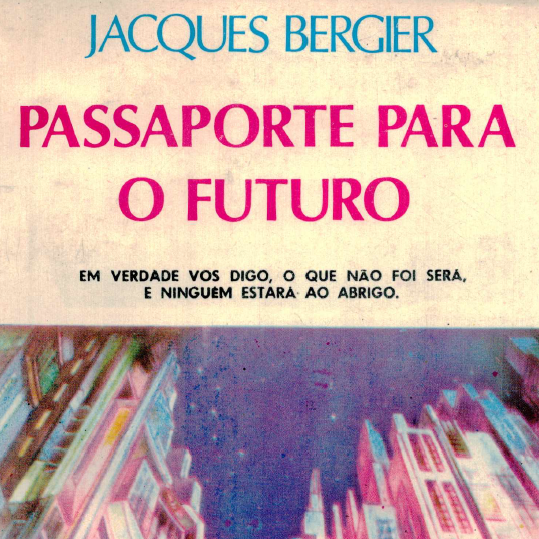 JACQUES BERGIER
PASSAPORTE PARA
O FUTURO
EM VERDADE VOS DIGO, O QUE NÃO FOI SERÁ,
E NINGUÉM ESTARÁ AO ABRIGO.